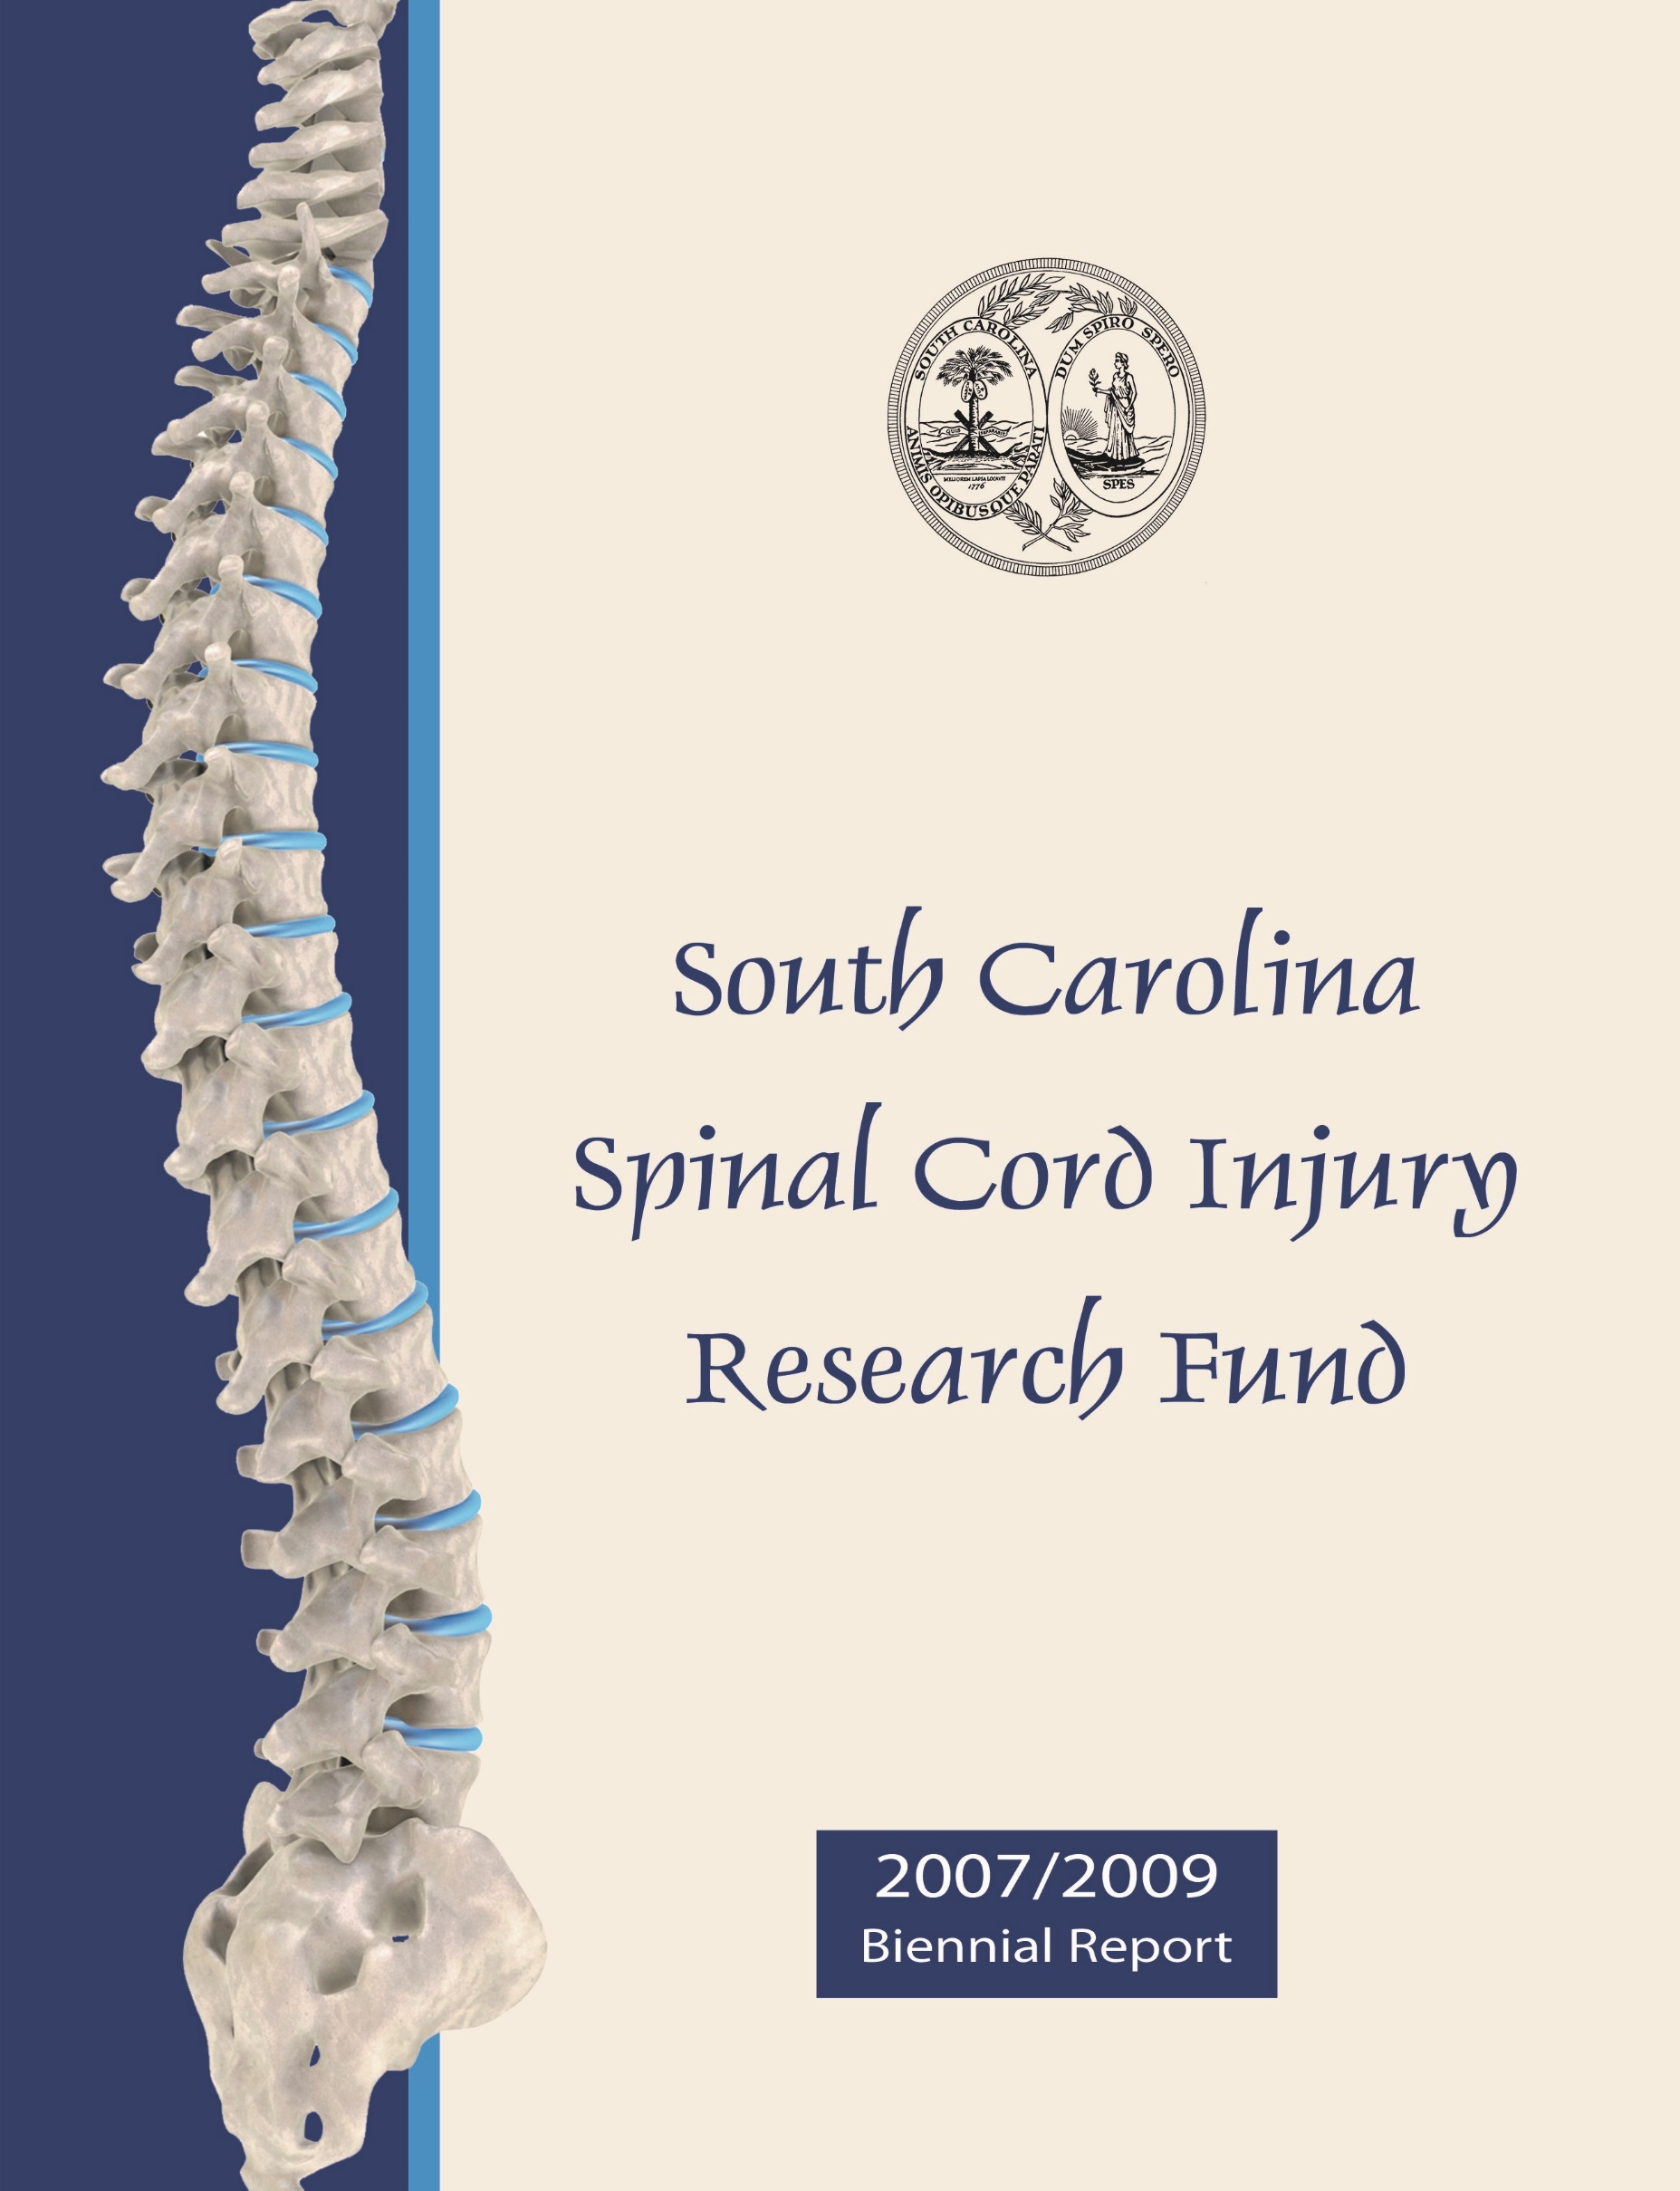 SOUTH CAROLINA
ANIMIS OPIBUSQUE PARATI
1776
DUM SPIRO SPERO
SPES
South Carolina
Spinal Cord Injury
Research Fund
2007/2009
Biennial Report